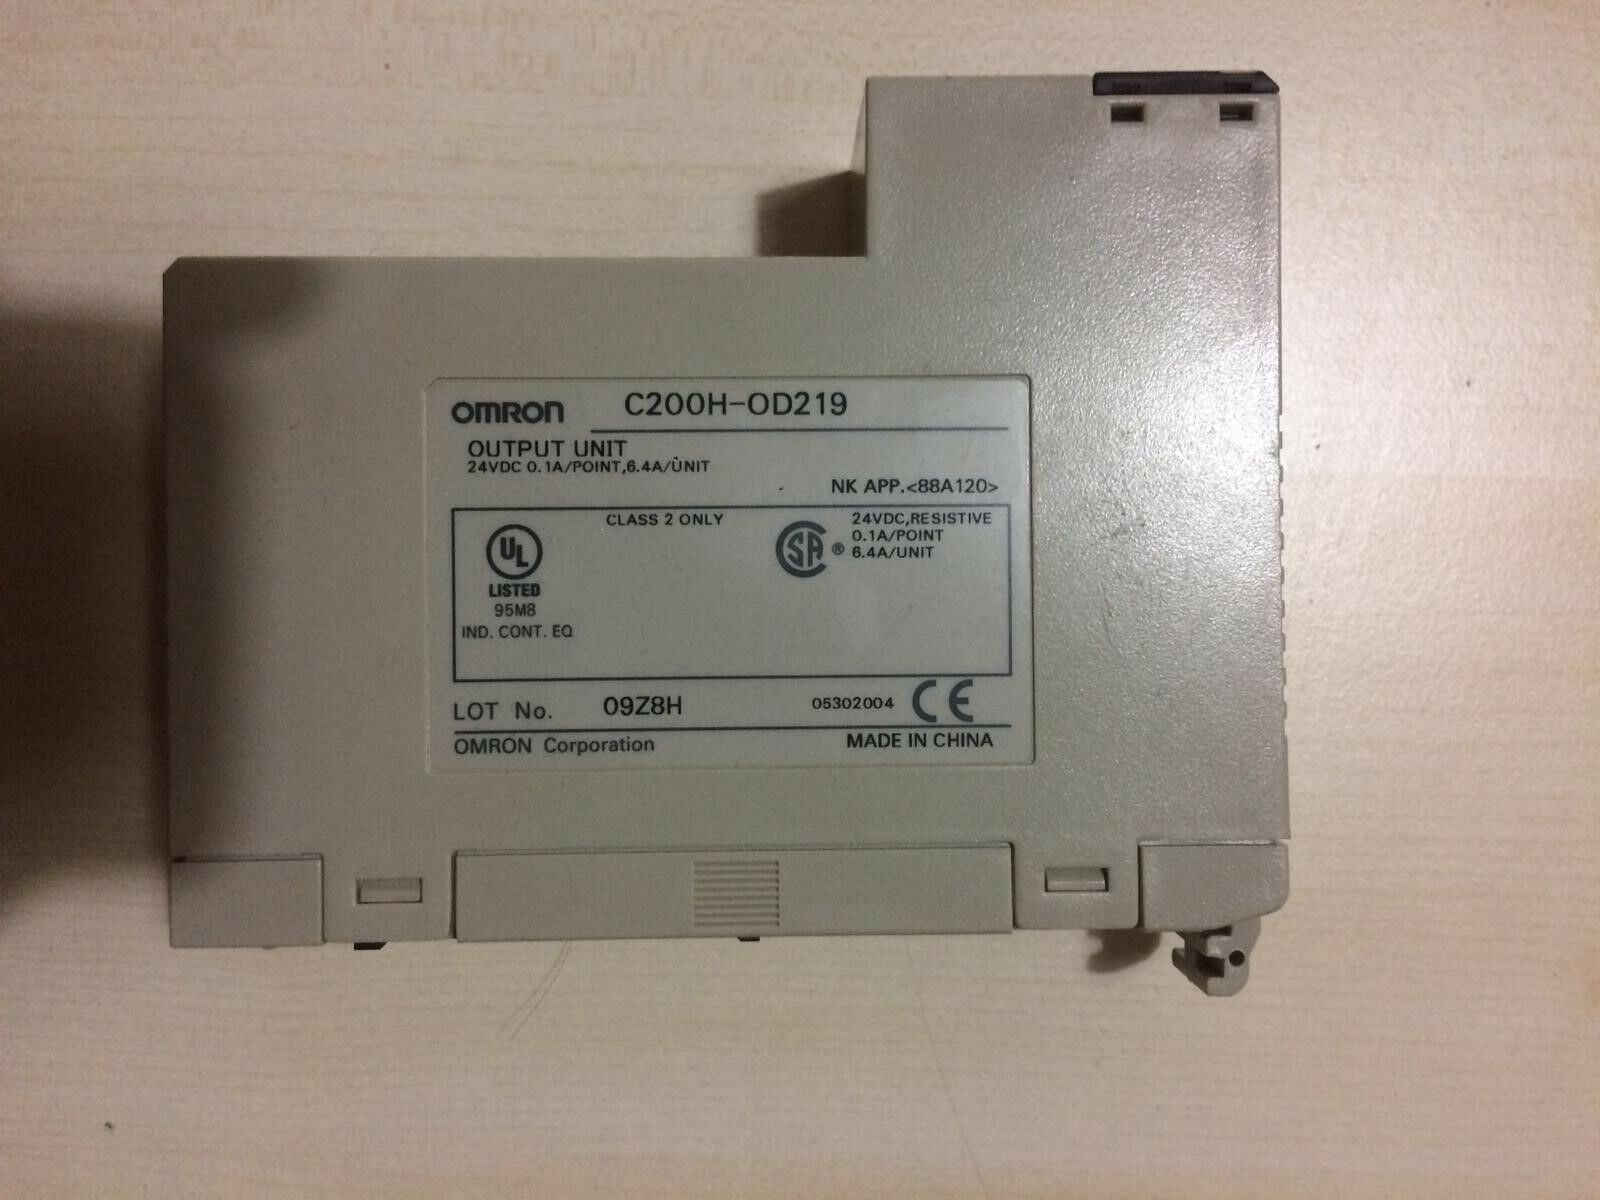 OMRON C200H-OD219
OUTPUT UNIT
24VDC 0.1A/POINT,6.4A/UNIT
NK APP.<88A120>
CLASS 2 ONLY
UL
LISTED
95M8
IND. CONT. EQ
SA ® 24VDC,RESISTIVE
0.1A/POINT
6.4A/UNIT
LOT No. 09Z8H 05302004 CE
OMRON Corporation MADE IN CHINA